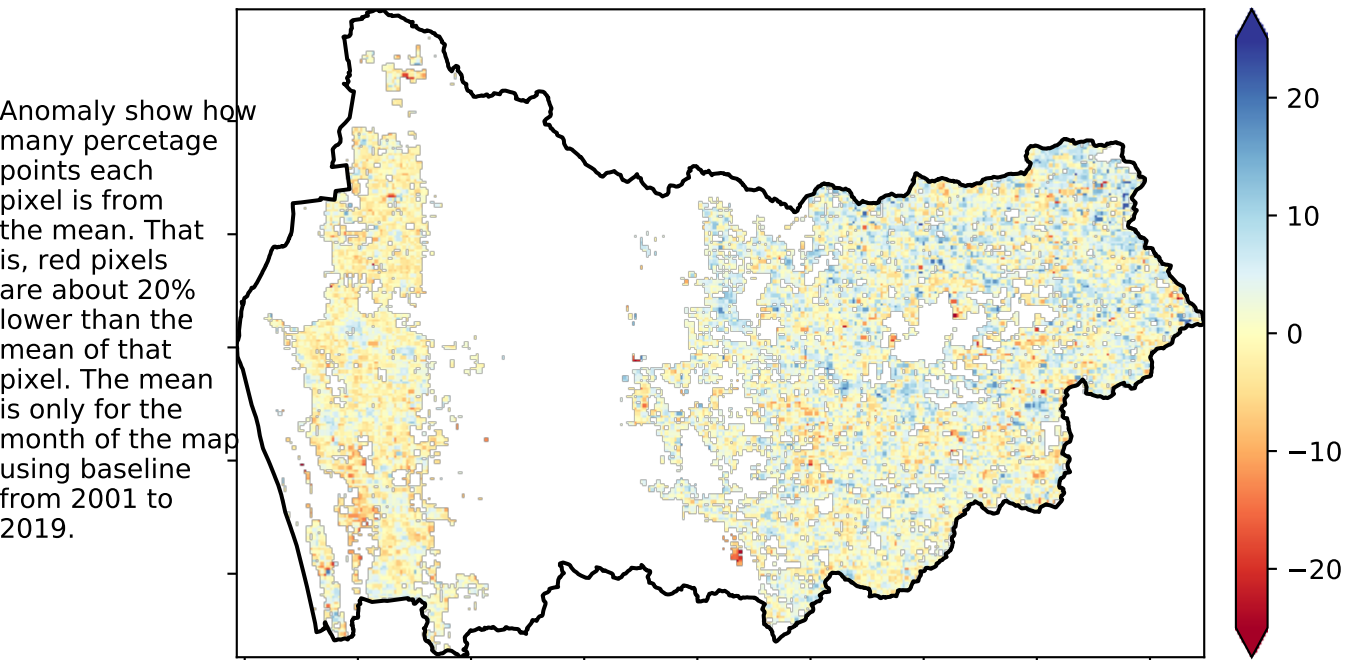 Anomaly show how
many percetage
points each
pixel is from
the mean. That
is, red pixels
are about 20%
lower than the
mean of that
pixel. The mean
is only for the
month of the map
using baseline
from 2001 to
2019.
20
10
0
−10
−20